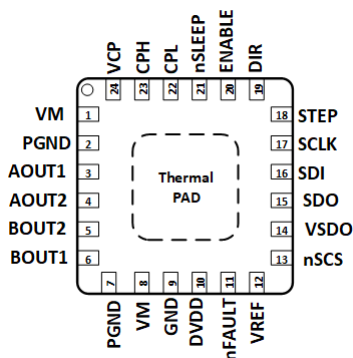 VCP
CPH
CPL
nSLEEP
ENABLE
DIR
24
23
22
21
20
19
VM 1
PGND 2
AOUT1 3
AOUT2 4
BOUT2 5
BOUT1 6
Thermal
PAD
18 STEP
17 SCLK
16 SDI
15 SDO
14 VSDO
13 nSCS
7
8
9
10
11
12
PGND
VM
GND
DVDD
nFAULT
VREF